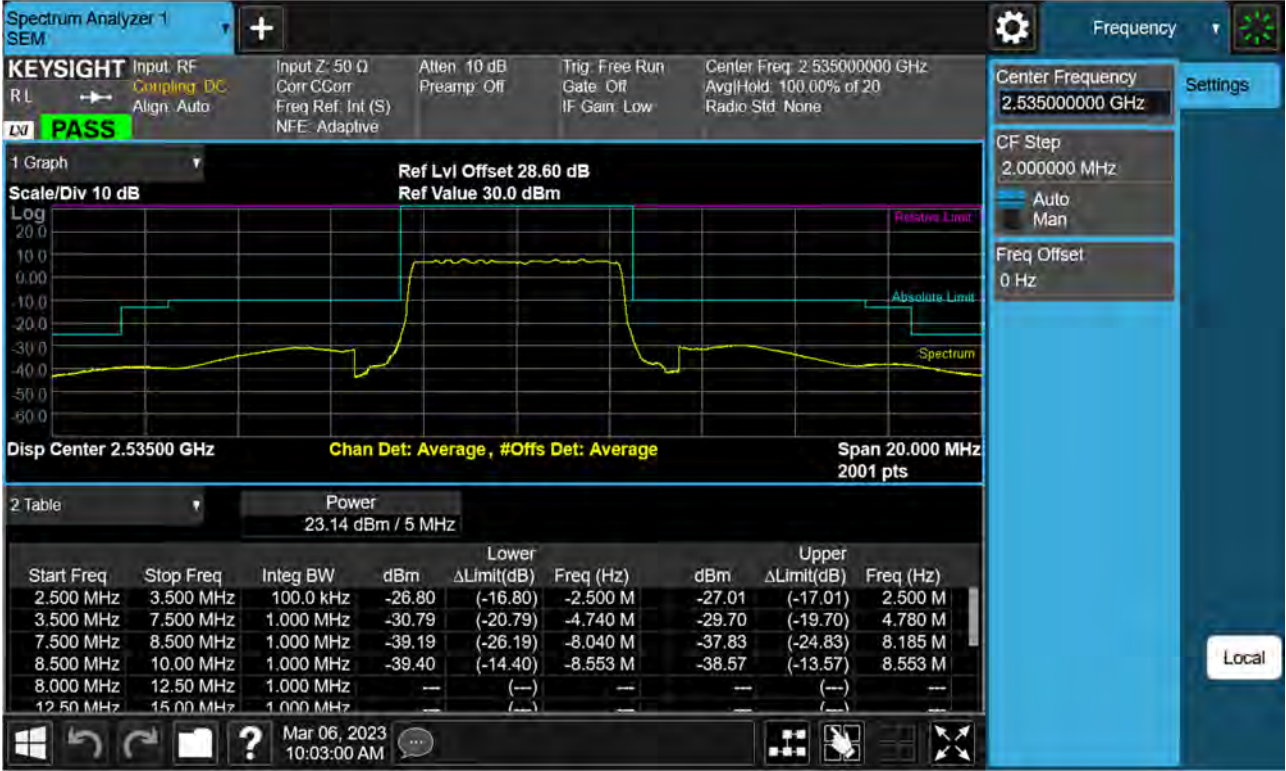 Spectrum Analyzer 1
SEM
+
Frequency
KEYSIGHT
Input: RF
Coupling: DC
Align: Auto
Input Z: 50 Ω
Corr CCorr
Freq Ref: Int (S)
NFE: Adaptive
Atten: 10 dB
Preamp: Off
Trig: Free Run
Gate: Off
IF Gain: Low
Center Freq: 2.535000000 GHz
Avg|Hold: 100.00% of 20
Radio Std: None
R L
LXI
PASS
Center Frequency
2.535000000 GHz
Settings
CF Step
2.000000 MHz
Auto
Man
Freq Offset
0 Hz
1 Graph
Scale/Div 10 dB
Ref Lvl Offset 28.60 dB
Ref Value 30.0 dBm
Log
20.0
10.0
0.00
-10.0
-20.0
-30.0
-40.0
-50.0
-60.0
Relative Limit
Absolute Limit
Spectrum
Disp Center 2.53500 GHz
Chan Det: Average, #Offs Det: Average
Span 20.000 MHz
2001 pts
2 Table
Power
23.14 dBm / 5 MHz
Lower Upper
Start Freq Stop Freq Integ BW dBm ΔLimit(dB) Freq (Hz) dBm ΔLimit(dB) Freq (Hz)
2.500 MHz 3.500 MHz 100.0 kHz -26.80 (-16.80) -2.500 M -27.01 (-17.01) 2.500 M
3.500 MHz 7.500 MHz 1.000 MHz -30.79 (-20.79) -4.740 M -29.70 (-19.70) 4.780 M
7.500 MHz 8.500 MHz 1.000 MHz -39.19 (-26.19) -8.040 M -37.83 (-24.83) 8.185 M
8.500 MHz 10.00 MHz 1.000 MHz -39.40 (-14.40) -8.553 M -38.57 (-13.57) 8.553 M
8.000 MHz 12.50 MHz 1.000 MHz --- (---) --- --- (---) ---
12.50 MHz 15.00 MHz 1.000 MHz --- (---) --- --- (---) ---
Local
?
Mar 06, 2023
10:03:00 AM